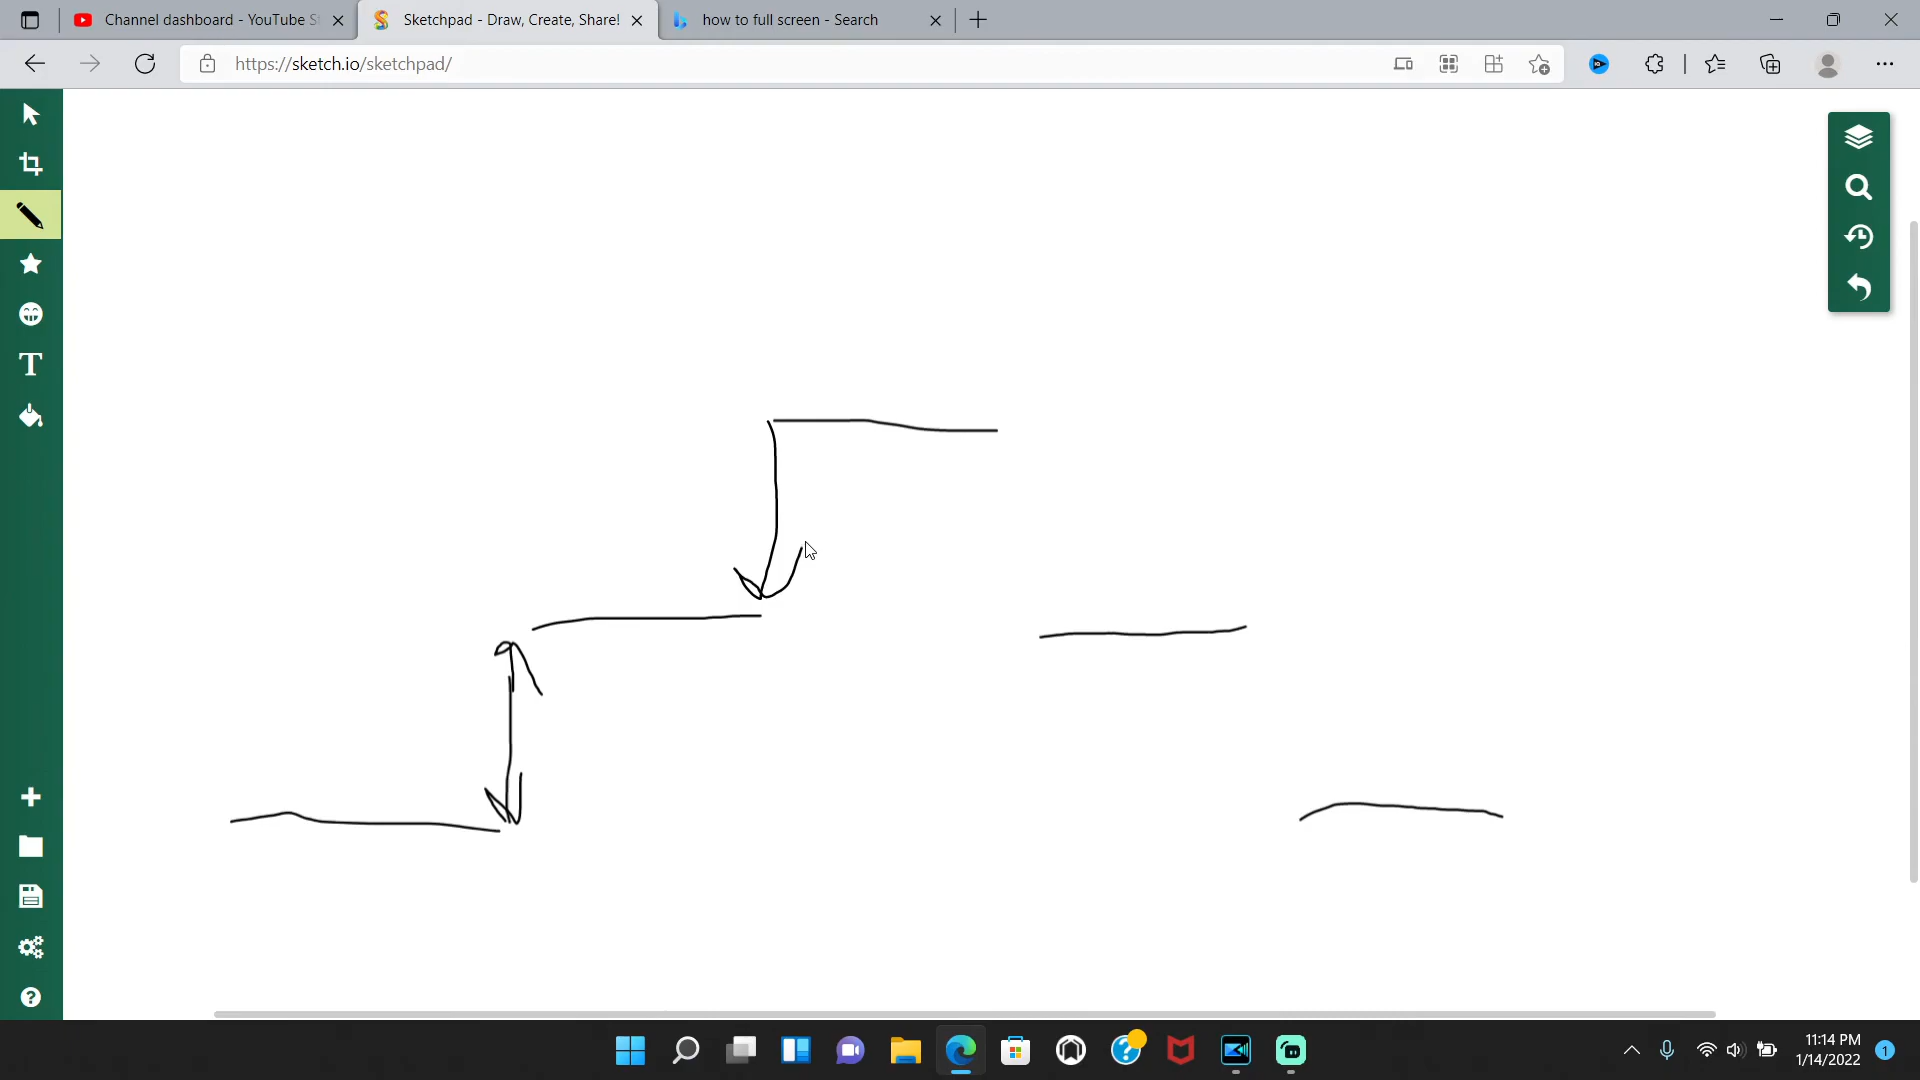 Channel dashboard - YouTube S
Sketchpad - Draw, Create, Share!
how to full screen - Search
https://sketch.io/sketchpad/
T
11:14 PM
1/14/2022
1